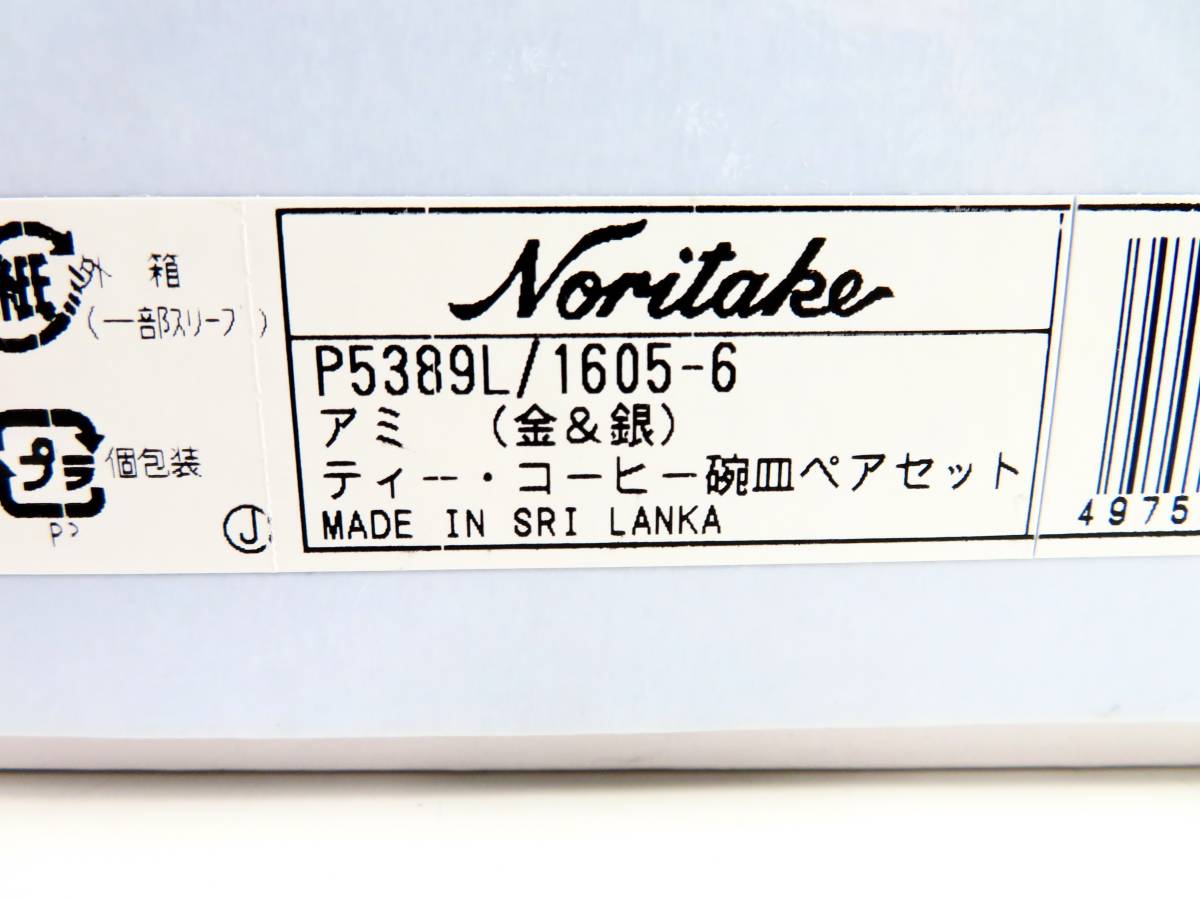 外 箱
(一部スリーブ)
プラ
個包装
J
Noritake
P5389L/1605-6
アミ (金&銀)
ティー・コーヒー碗皿ペアセット
MADE IN SRI LANKA
4975